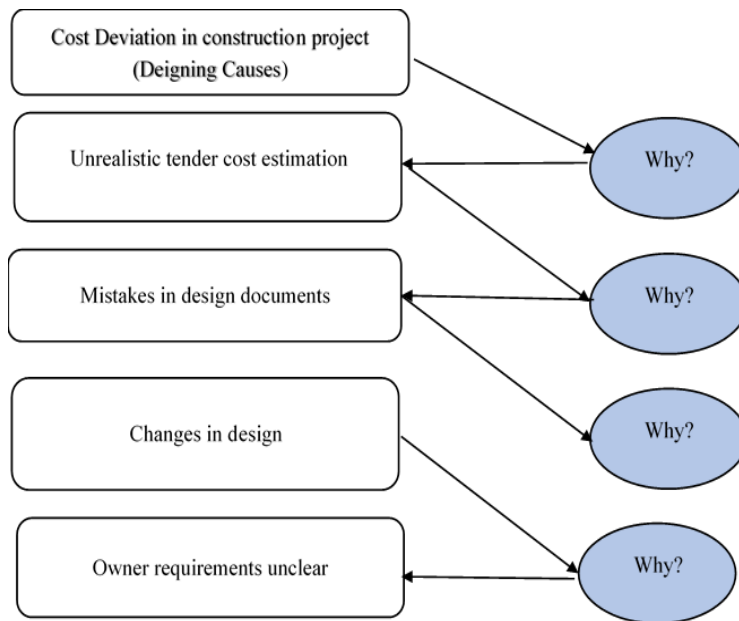 Cost Deviation in construction project
(Deigning Causes)
Unrealistic tender cost estimation
Why?
Mistakes in design documents
Why?
Changes in design
Why?
Owner requirements unclear
Why?